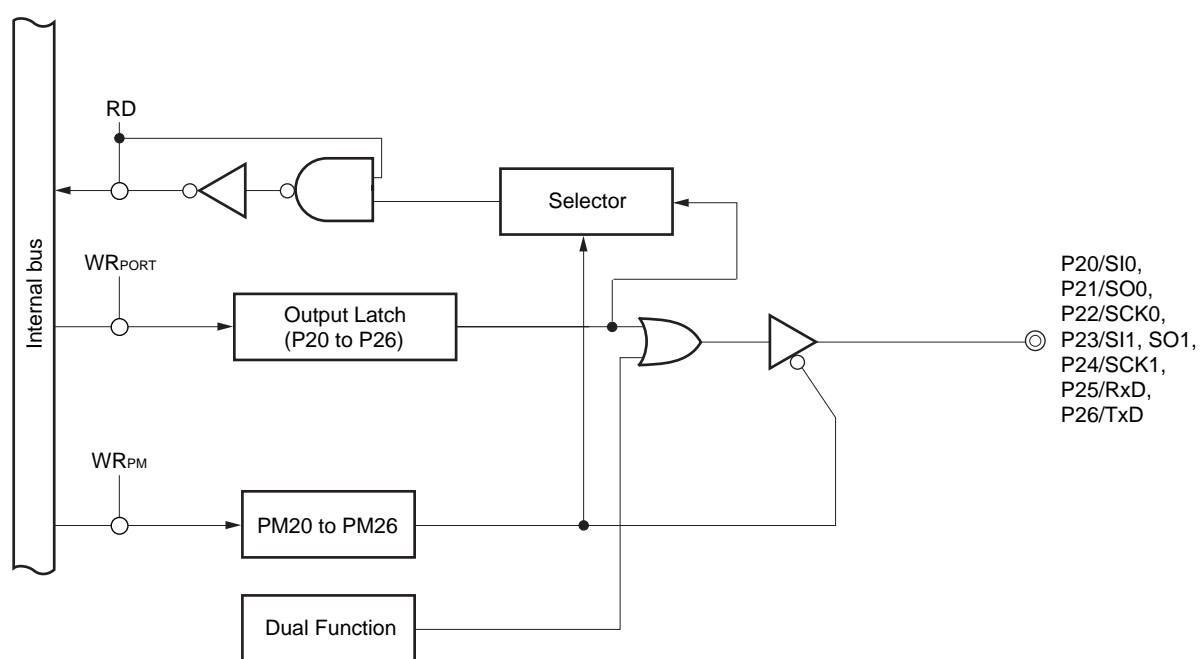 RD
Selector
Internal bus
WRPORT
Output Latch
(P20 to P26)
P20/SI0,
P21/SO0,
P22/SCK0,
P23/SI1, SO1,
P24/SCK1,
P25/RxD,
P26/TxD
WRPM
PM20 to PM26
Dual Function